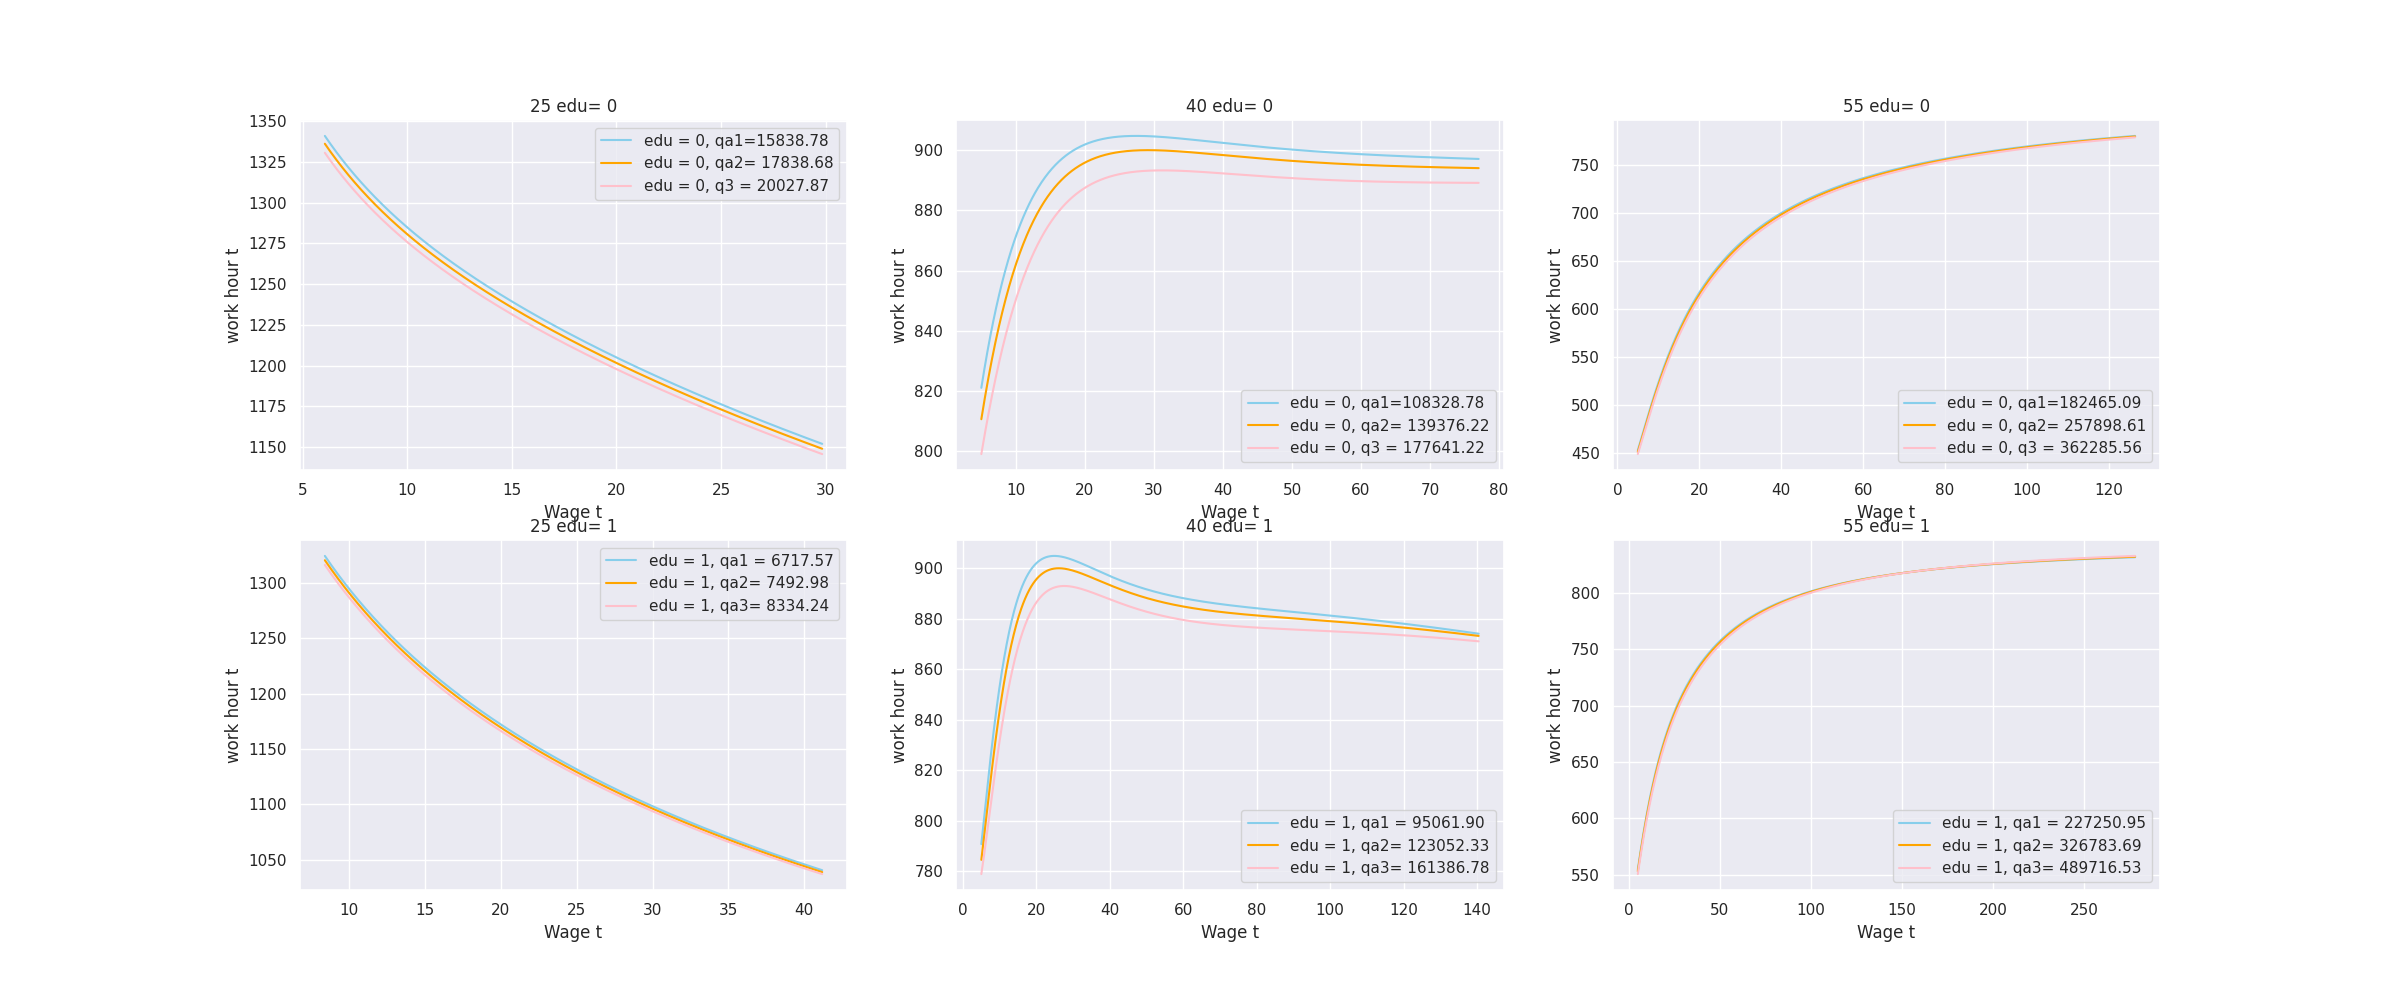 25 edu= 0
work hour t
1350
1325
1300
1275
1250
1225
1200
1175
1150
edu = 0, qa1=15838.78
edu = 0, qa2= 17838.68
edu = 0, q3 = 20027.87
5 10 15 20 25 30
Wage t
40 edu= 0
work hour t
900
880
860
840
820
800
edu = 0, qa1=108328.78
edu = 0, qa2= 139376.22
edu = 0, q3 = 177641.22
10 20 30 40 50 60 70 80
Wage t
55 edu= 0
work hour t
750
700
650
600
550
500
450
edu = 0, qa1=182465.09
edu = 0, qa2= 257898.61
edu = 0, q3 = 362285.56
0 20 40 60 80 100 120
Wage t
25 edu= 1
work hour t
1300
1250
1200
1150
1100
1050
edu = 1, qa1 = 6717.57
edu = 1, qa2= 7492.98
edu = 1, qa3= 8334.24
10 15 20 25 30 35 40
Wage t
40 edu= 1
work hour t
900
880
860
840
820
800
780
edu = 1, qa1 = 95061.90
edu = 1, qa2= 123052.33
edu = 1, qa3= 161386.78
0 20 40 60 80 100 120 140
Wage t
55 edu= 1
work hour t
800
750
700
650
600
550
edu = 1, qa1 = 227250.95
edu = 1, qa2= 326783.69
edu = 1, qa3= 489716.53
0 50 100 150 200 250
Wage t